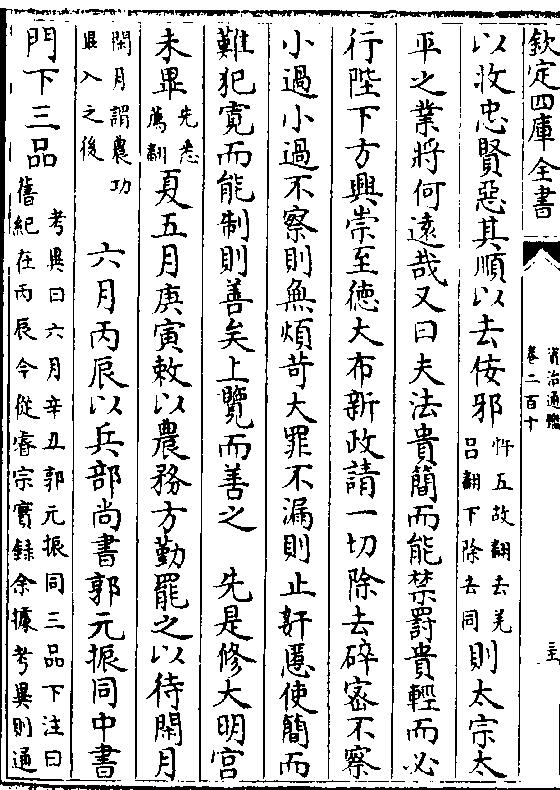 欽定四庫全書
資治通鑑
卷二百十
以收忠賢惡其順以去佞邪忤五故翻去羌
呂翻下除去同則太宗太
平之業將何遠哉又曰夫法貴簡而能禁罰貴輕而必
行陛下方興崇至德大布新政請一切除去碎密不察
小過小過不察則無煩苛大罪不漏則止姧慝使簡而
難犯寛而能制則善矣上覽而善之　先是修大明宮
未畢先悉
薦翻夏五月庚寅敕以農務方勤罷之以待閑月
閑月謂農功
畢入之後　六月丙辰以兵部尚書郭元振同中書
門下三品考異曰六月辛丑郭元振同三品下注曰
舊紀在丙辰今從睿宗實錄余據考異則通